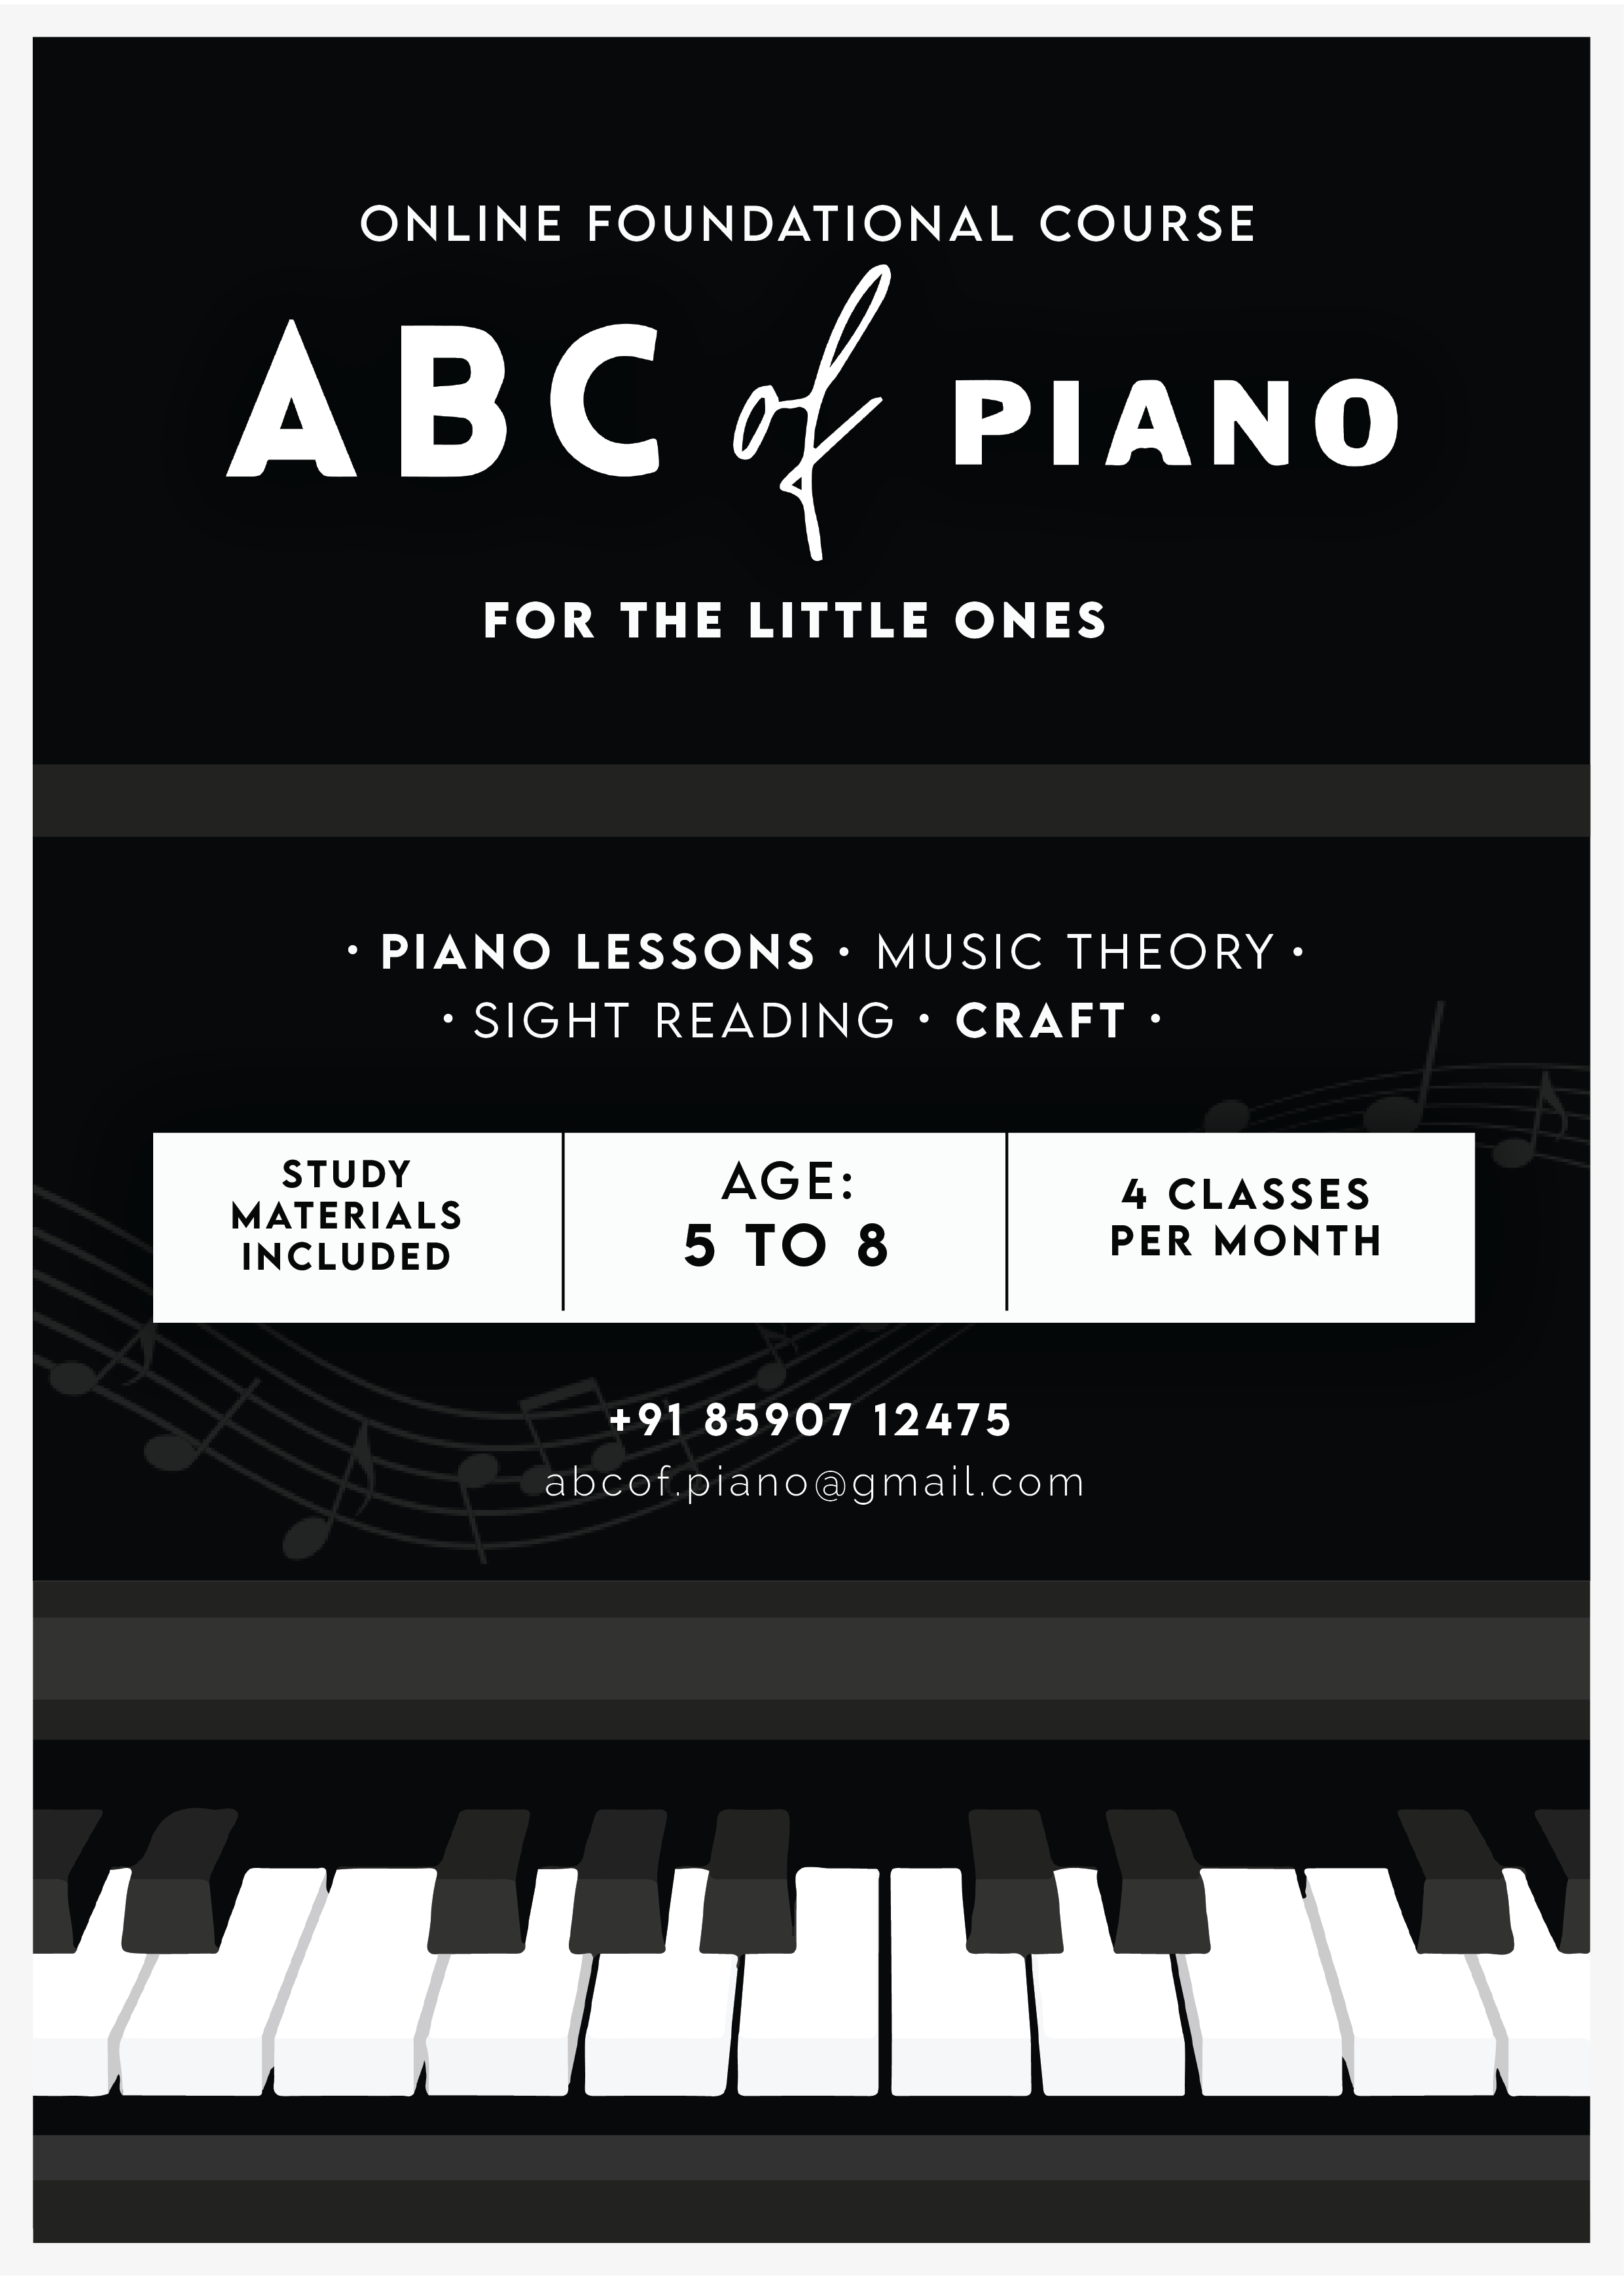 ONLINE FOUNDATIONAL COURSE
ABC of PIANO
FOR THE LITTLE ONES
• PIANO LESSONS • MUSIC THEORY •
• SIGHT READING • CRAFT •
STUDY
MATERIALS
INCLUDED
AGE:
5 TO 8
4 CLASSES
PER MONTH
+91 85907 12475
abcof.piano@gmail.com